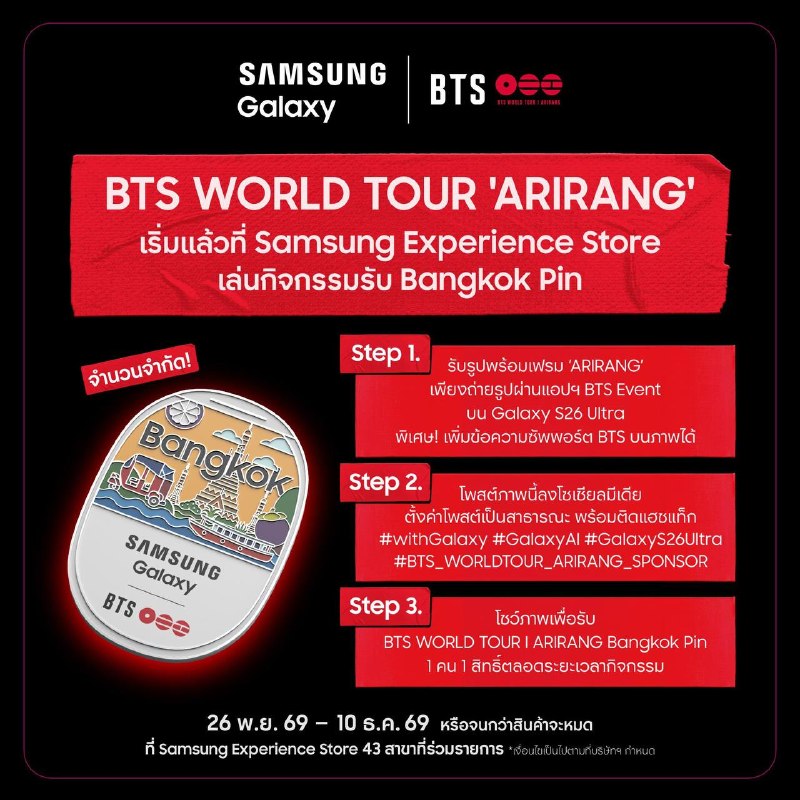 SAMSUNG
Galaxy
BTS
BTS WORLD TOUR | ARIRANG
BTS WORLD TOUR 'ARIRANG'
เริ่มแล้วที่ Samsung Experience Store
เล่นกิจกรรมรับ Bangkok Pin
จำนวนจำกัด!
Bangkok
SAMSUNG
Galaxy
BTS
Step 1.
รับรูปพร้อมเฟรม 'ARIRANG'
เพียงถ่ายรูปผ่านแอปฯ BTS Event
บน Galaxy S26 Ultra
พิเศษ! เพิ่มข้อความซัพพอร์ต BTS บนภาพได้
Step 2.
โพสต์ภาพนี้ลงโซเชียลมีเดีย
ตั้งค่าโพสต์เป็นสาธารณะ พร้อมติดแฮชแท็ก
#withGalaxy #GalaxyAI #GalaxyS26Ultra
#BTS_WORLDTOUR_ARIRANG_SPONSOR
Step 3.
โชว์ภาพเพื่อรับ
BTS WORLD TOUR | ARIRANG Bangkok Pin
1 คน 1 สิทธิ์ตลอดระยะเวลากิจกรรม
26 พ.ย. 69 – 10 ธ.ค. 69 หรือจนกว่าสินค้าจะหมด
ที่ Samsung Experience Store 43 สาขาที่ร่วมรายการ *เงื่อนไขเป็นไปตามที่บริษัทฯ กำหนด